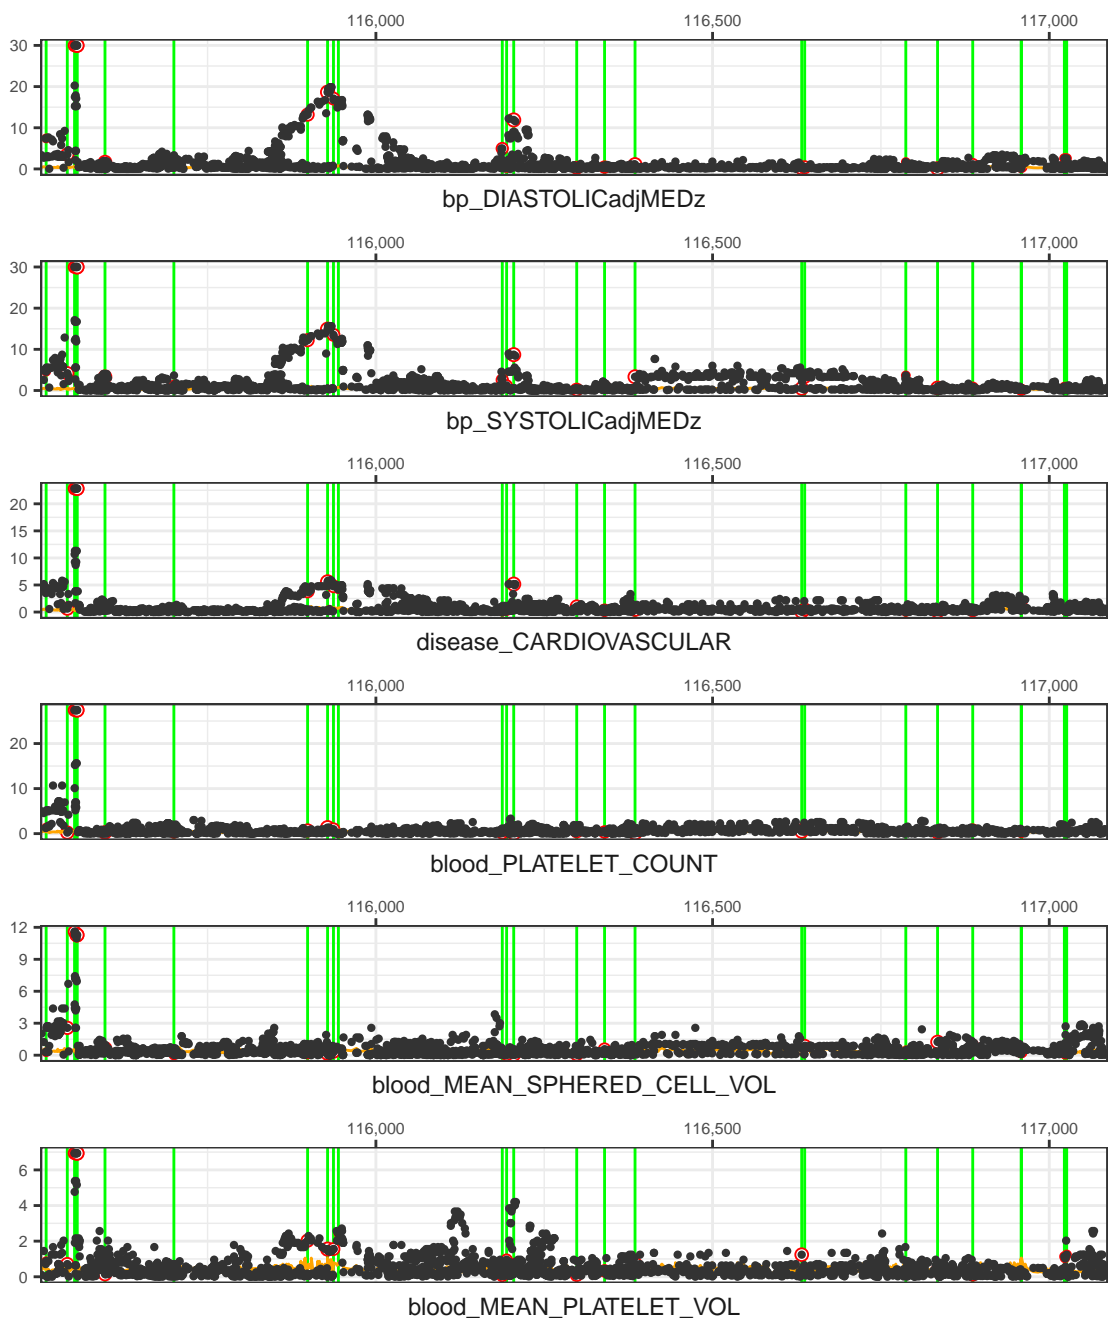 116,000 116,500 117,000
30
20
10
0
bp_DIASTOLICadjMEDz
116,000 116,500 117,000
30
20
10
0
bp_SYSTOLICadjMEDz
116,000 116,500 117,000
20
15
10
5
0
disease_CARDIOVASCULAR
116,000 116,500 117,000
20
10
0
blood_PLATELET_COUNT
116,000 116,500 117,000
12
9
6
3
0
blood_MEAN_SPHERED_CELL_VOL
116,000 116,500 117,000
6
4
2
0
blood_MEAN_PLATELET_VOL